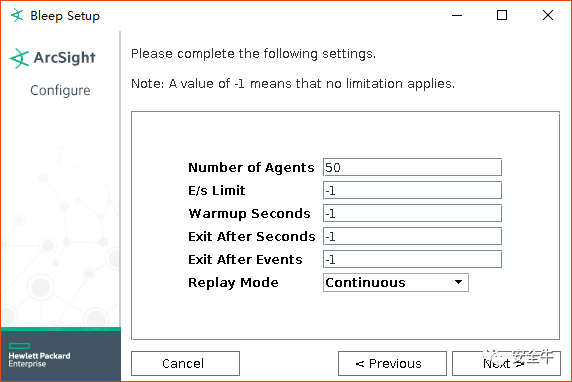 Bleep Setup
ArcSight
Configure
Please complete the following settings.
Note: A value of -1 means that no limitation applies.
Number of Agents 50
E/s Limit -1
Warmup Seconds -1
Exit After Seconds -1
Exit After Events -1
Replay Mode Continuous
Hewlett Packard
Enterprise
Cancel < Previous Next >
安全牛